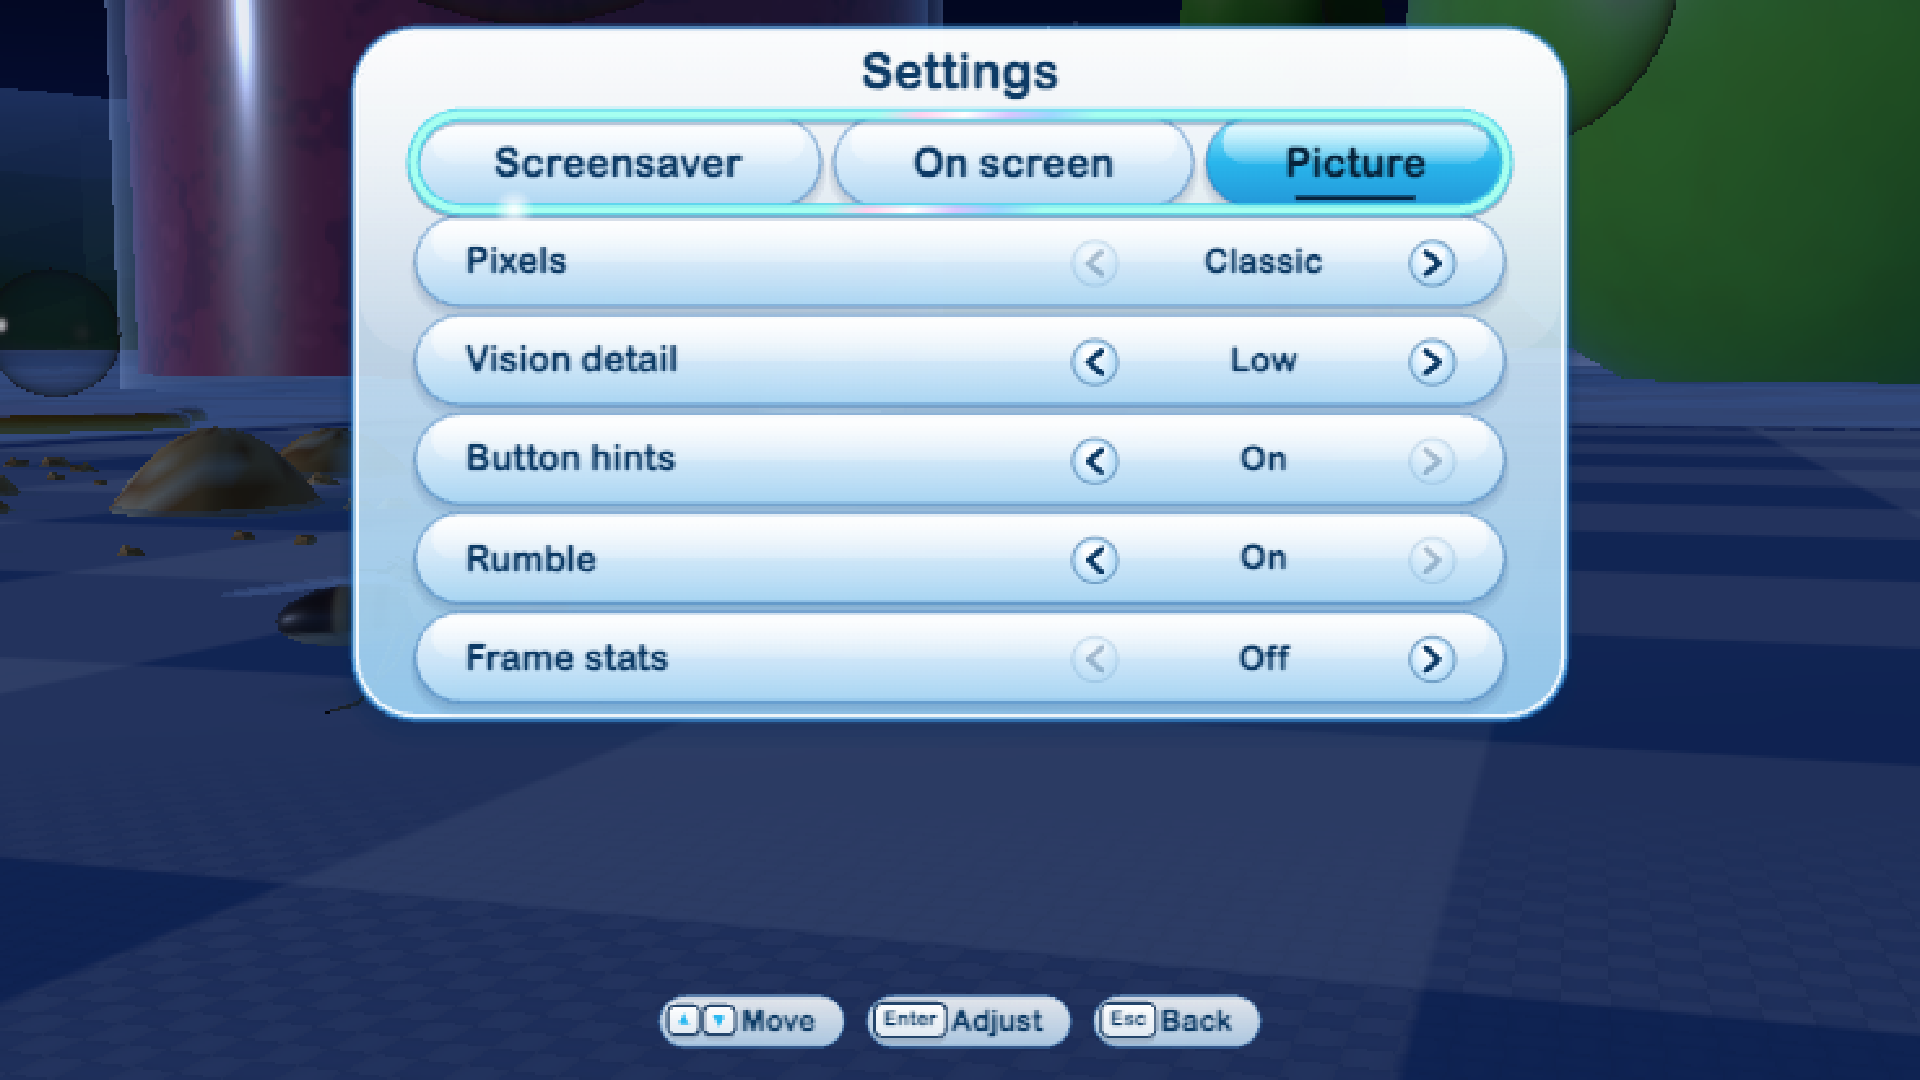 Settings
Screensaver On screen Picture
Pixels Classic
Vision detail Low
Button hints On
Rumble On
Frame stats Off
Move Enter Adjust Esc Back